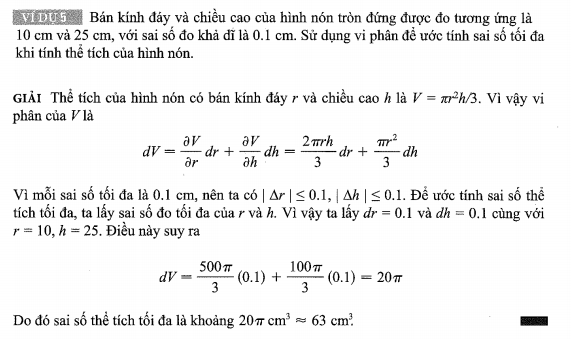 VÍ DỤ 5 Bán kính đáy và chiều cao của hình nón tròn đứng được đo tương ứng là
10 cm và 25 cm, với sai số đo khả dĩ là 0.1 cm. Sử dụng vi phân để ước tính sai số tối đa
khi tính thể tích của hình nón.
GIẢI Thể tích của hình nón có bán kính đáy r và chiều cao h là V = πr²h/3. Vì vậy vi
phân của V là
dV = ∂V/∂r dr + ∂V/∂h dh = 2πrh/3 dr + πr²/3 dh
Vì mỗi sai số tối đa là 0.1 cm, nên ta có | Δr | ≤ 0.1, | Δh | ≤ 0.1. Để ước tính sai số thể
tích tối đa, ta lấy sai số đo tối đa của r và h. Vì vậy ta lấy dr = 0.1 và dh = 0.1 cùng với
r = 10, h = 25. Điều này suy ra
dV = 500π/3 (0.1) + 100π/3 (0.1) = 20π
Do đó sai số thể tích tối đa là khoảng 20π cm³ ≈ 63 cm³.